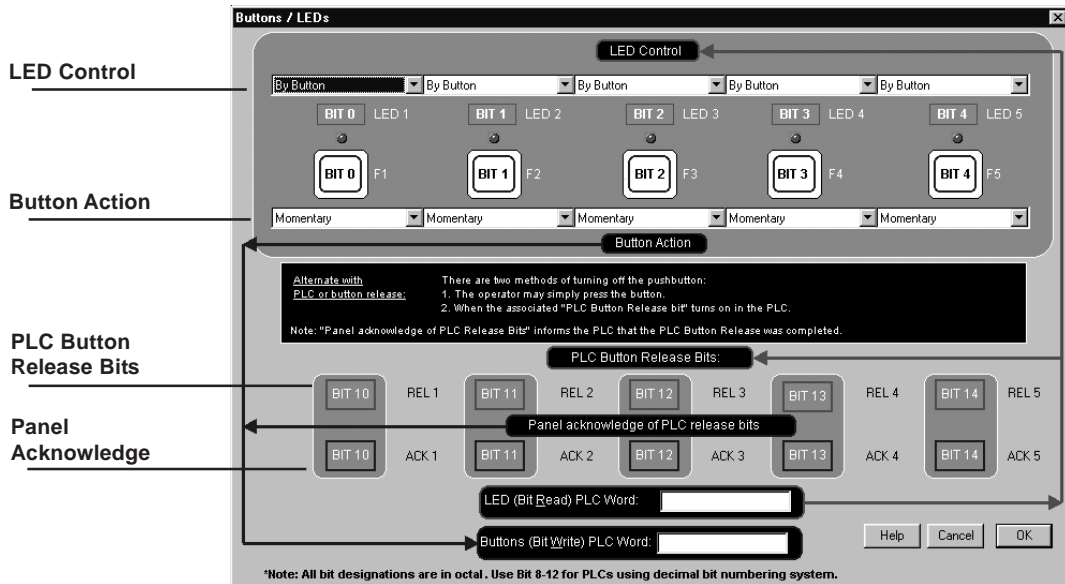 Buttons / LEDs
LED Control
LED Control
By Button By Button By Button By Button By Button
BIT 0 LED 1 BIT 1 LED 2 BIT 2 LED 3 BIT 3 LED 4 BIT 4 LED 5
BIT 0 F1 BIT 1 F2 BIT 2 F3 BIT 3 F4 BIT 4 F5
Button Action
Momentary Momentary Momentary Momentary Momentary
Button Action
Alternate with There are two methods of turning off the pushbutton:
PLC or button release: 1. The operator may simply press the button.
2. When the associated "PLC Button Release bit" turns on in the PLC.
Note: "Panel acknowledge of PLC Release Bits" informs the PLC that the PLC Button Release was completed.
PLC Button
Release Bits
PLC Button Release Bits:
BIT 10 REL 1 BIT 11 REL 2 BIT 12 REL 3 BIT 13 REL 4 BIT 14 REL 5
Panel
Acknowledge
Panel acknowledge of PLC release bits
BIT 10 ACK 1 BIT 11 ACK 2 BIT 12 ACK 3 BIT 13 ACK 4 BIT 14 ACK 5
LED (Bit Read) PLC Word:
Buttons (Bit Write) PLC Word:
Help Cancel OK
*Note: All bit designations are in octal. Use Bit 8-12 for PLCs using decimal bit numbering system.